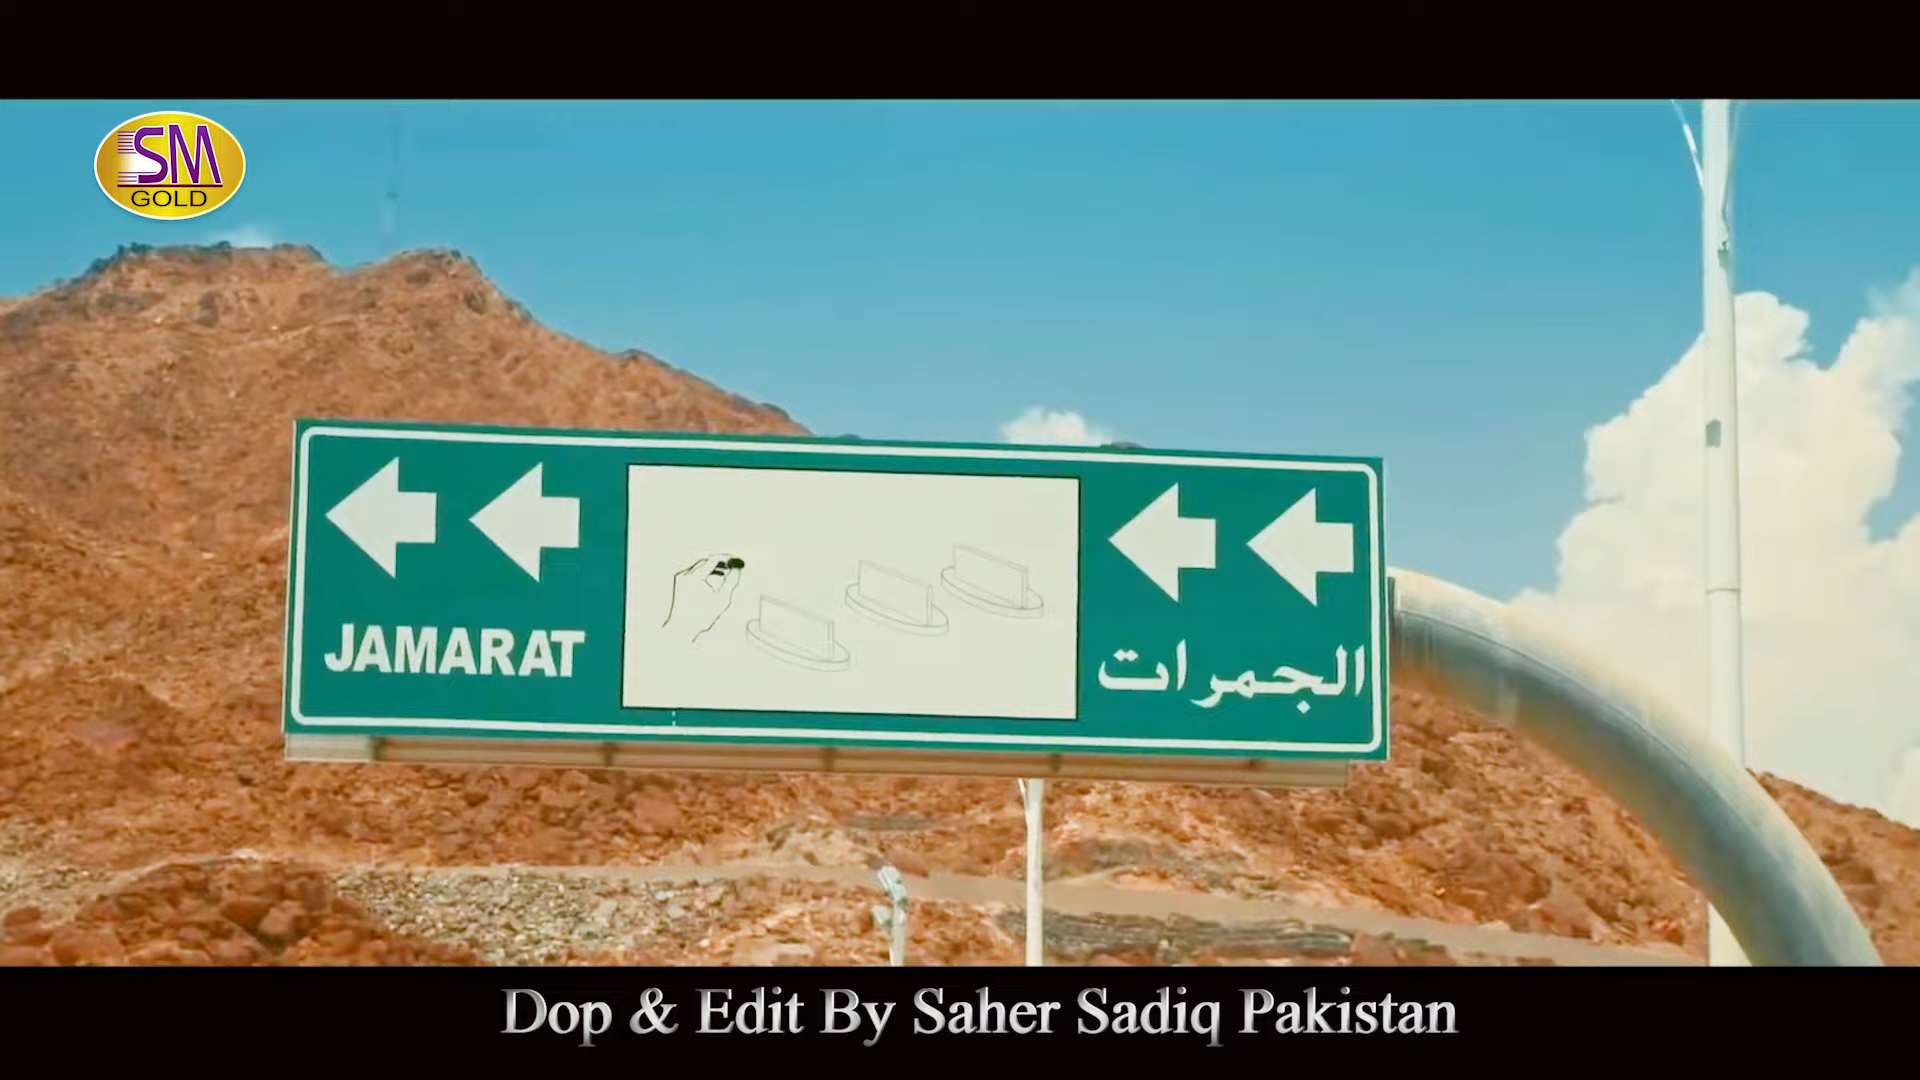 SM
GOLD
JAMARAT
الجمرات
Dop & Edit By Saher Sadiq Pakistan